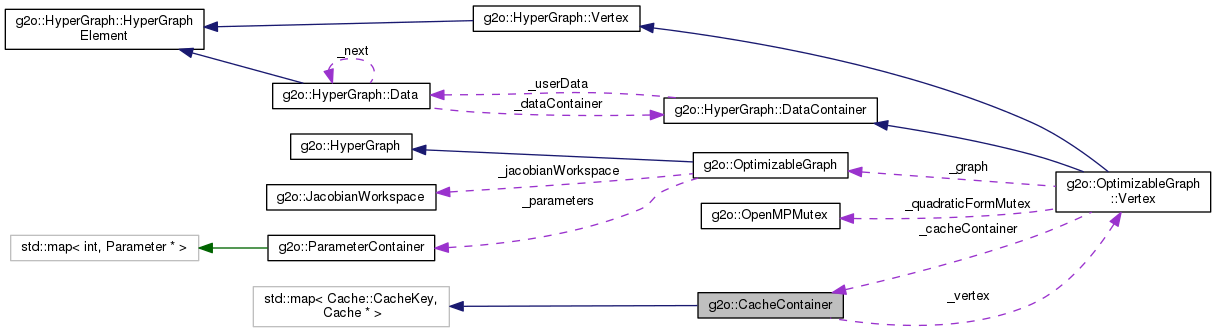 g2o::HyperGraph::HyperGraph
Element
g2o::HyperGraph::Vertex
_next
g2o::HyperGraph::Data
_userData
_dataContainer
g2o::HyperGraph::DataContainer
g2o::HyperGraph
g2o::OptimizableGraph
_graph
g2o::OptimizableGraph
::Vertex
_jacobianWorkspace
g2o::JacobianWorkspace
_parameters
g2o::OpenMPMutex
_quadraticFormMutex
_cacheContainer
std::map< int, Parameter * >
g2o::ParameterContainer
std::map< Cache::CacheKey,
Cache * >
g2o::CacheContainer
_vertex